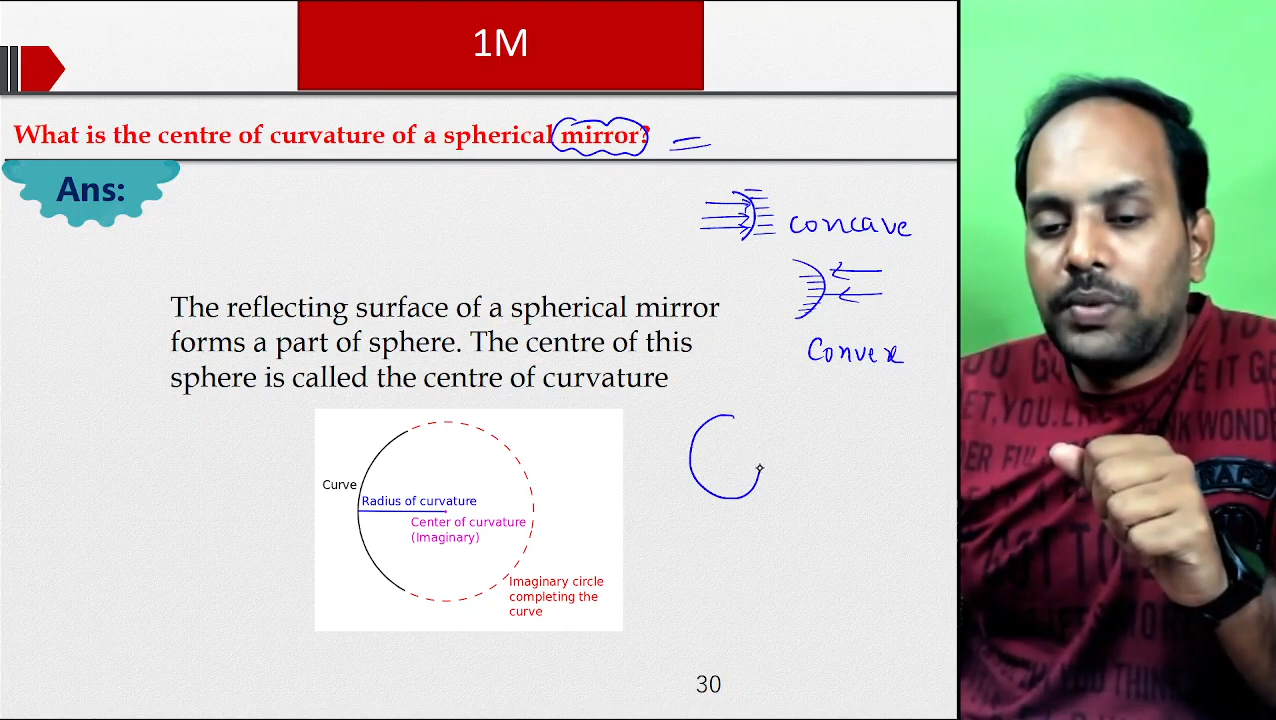 1M
What is the centre of curvature of a spherical mirror?
Ans:
concave
The reflecting surface of a spherical mirror
forms a part of sphere. The centre of this
sphere is called the centre of curvature
Convex
Curve
Radius of curvature
Center of curvature
(Imaginary)
Imaginary circle
completing the
curve
30